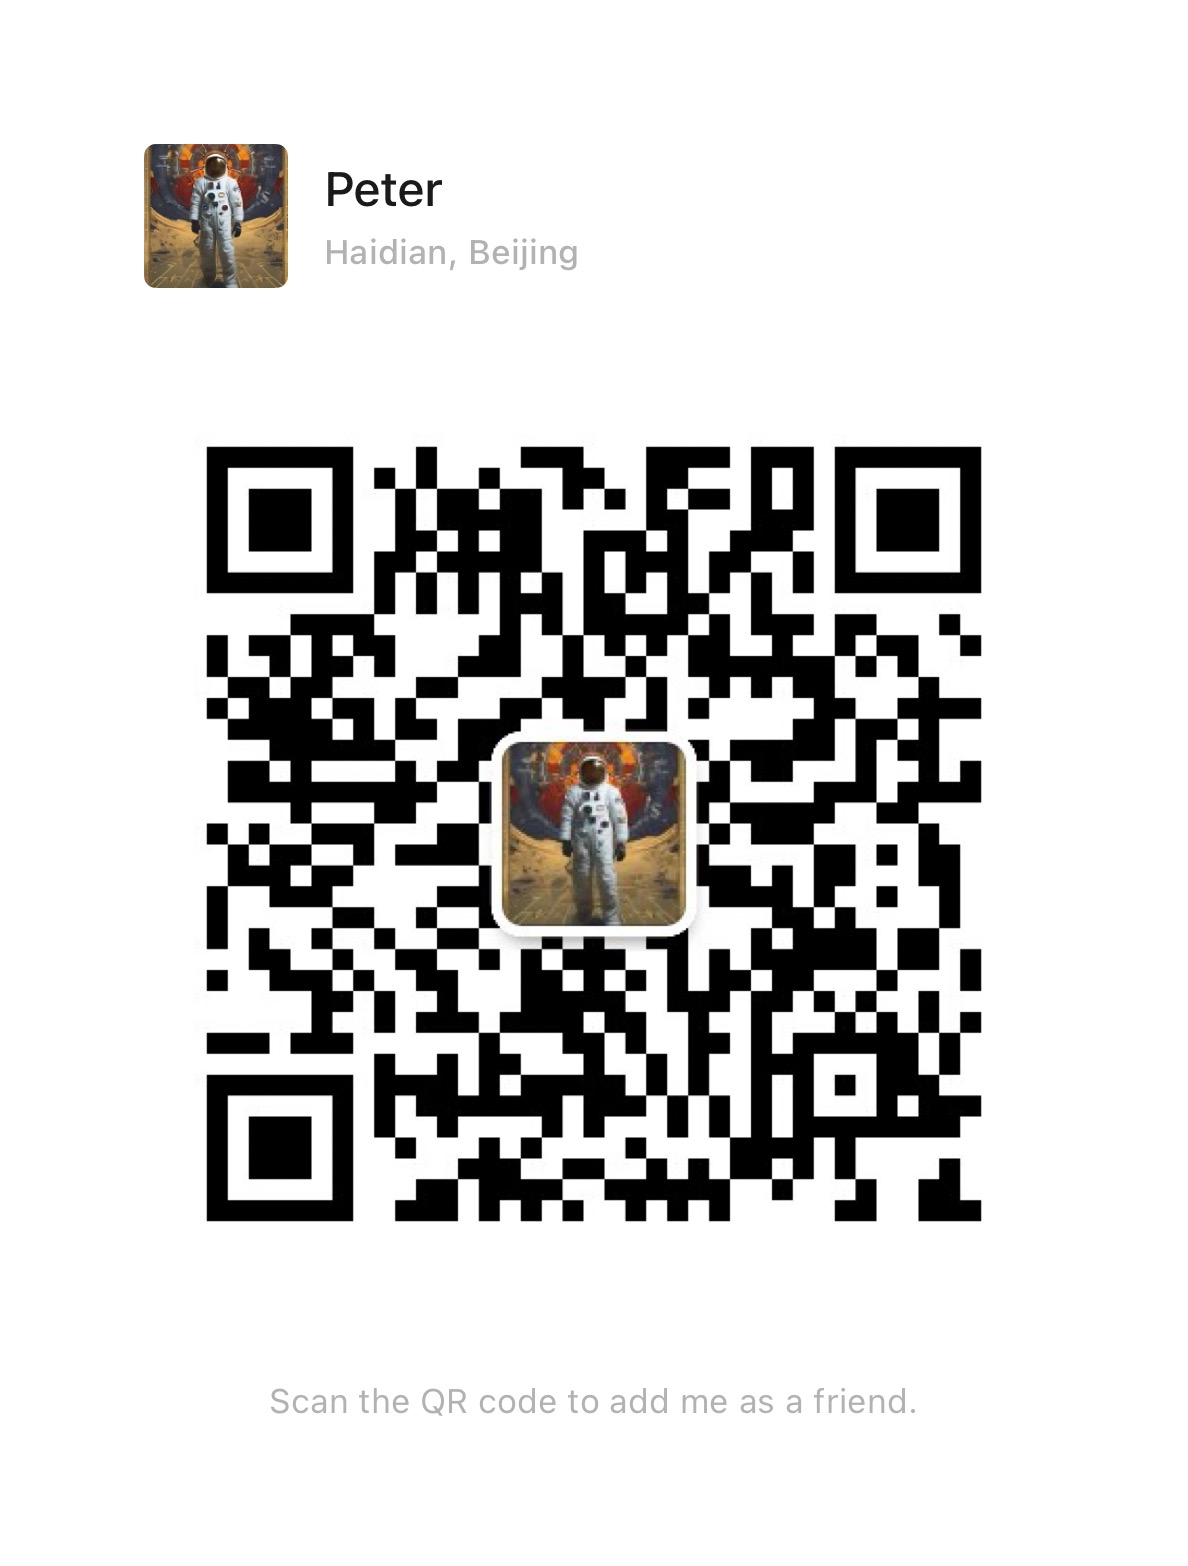 Peter
Haidian, Beijing
Scan the QR code to add me as a friend.